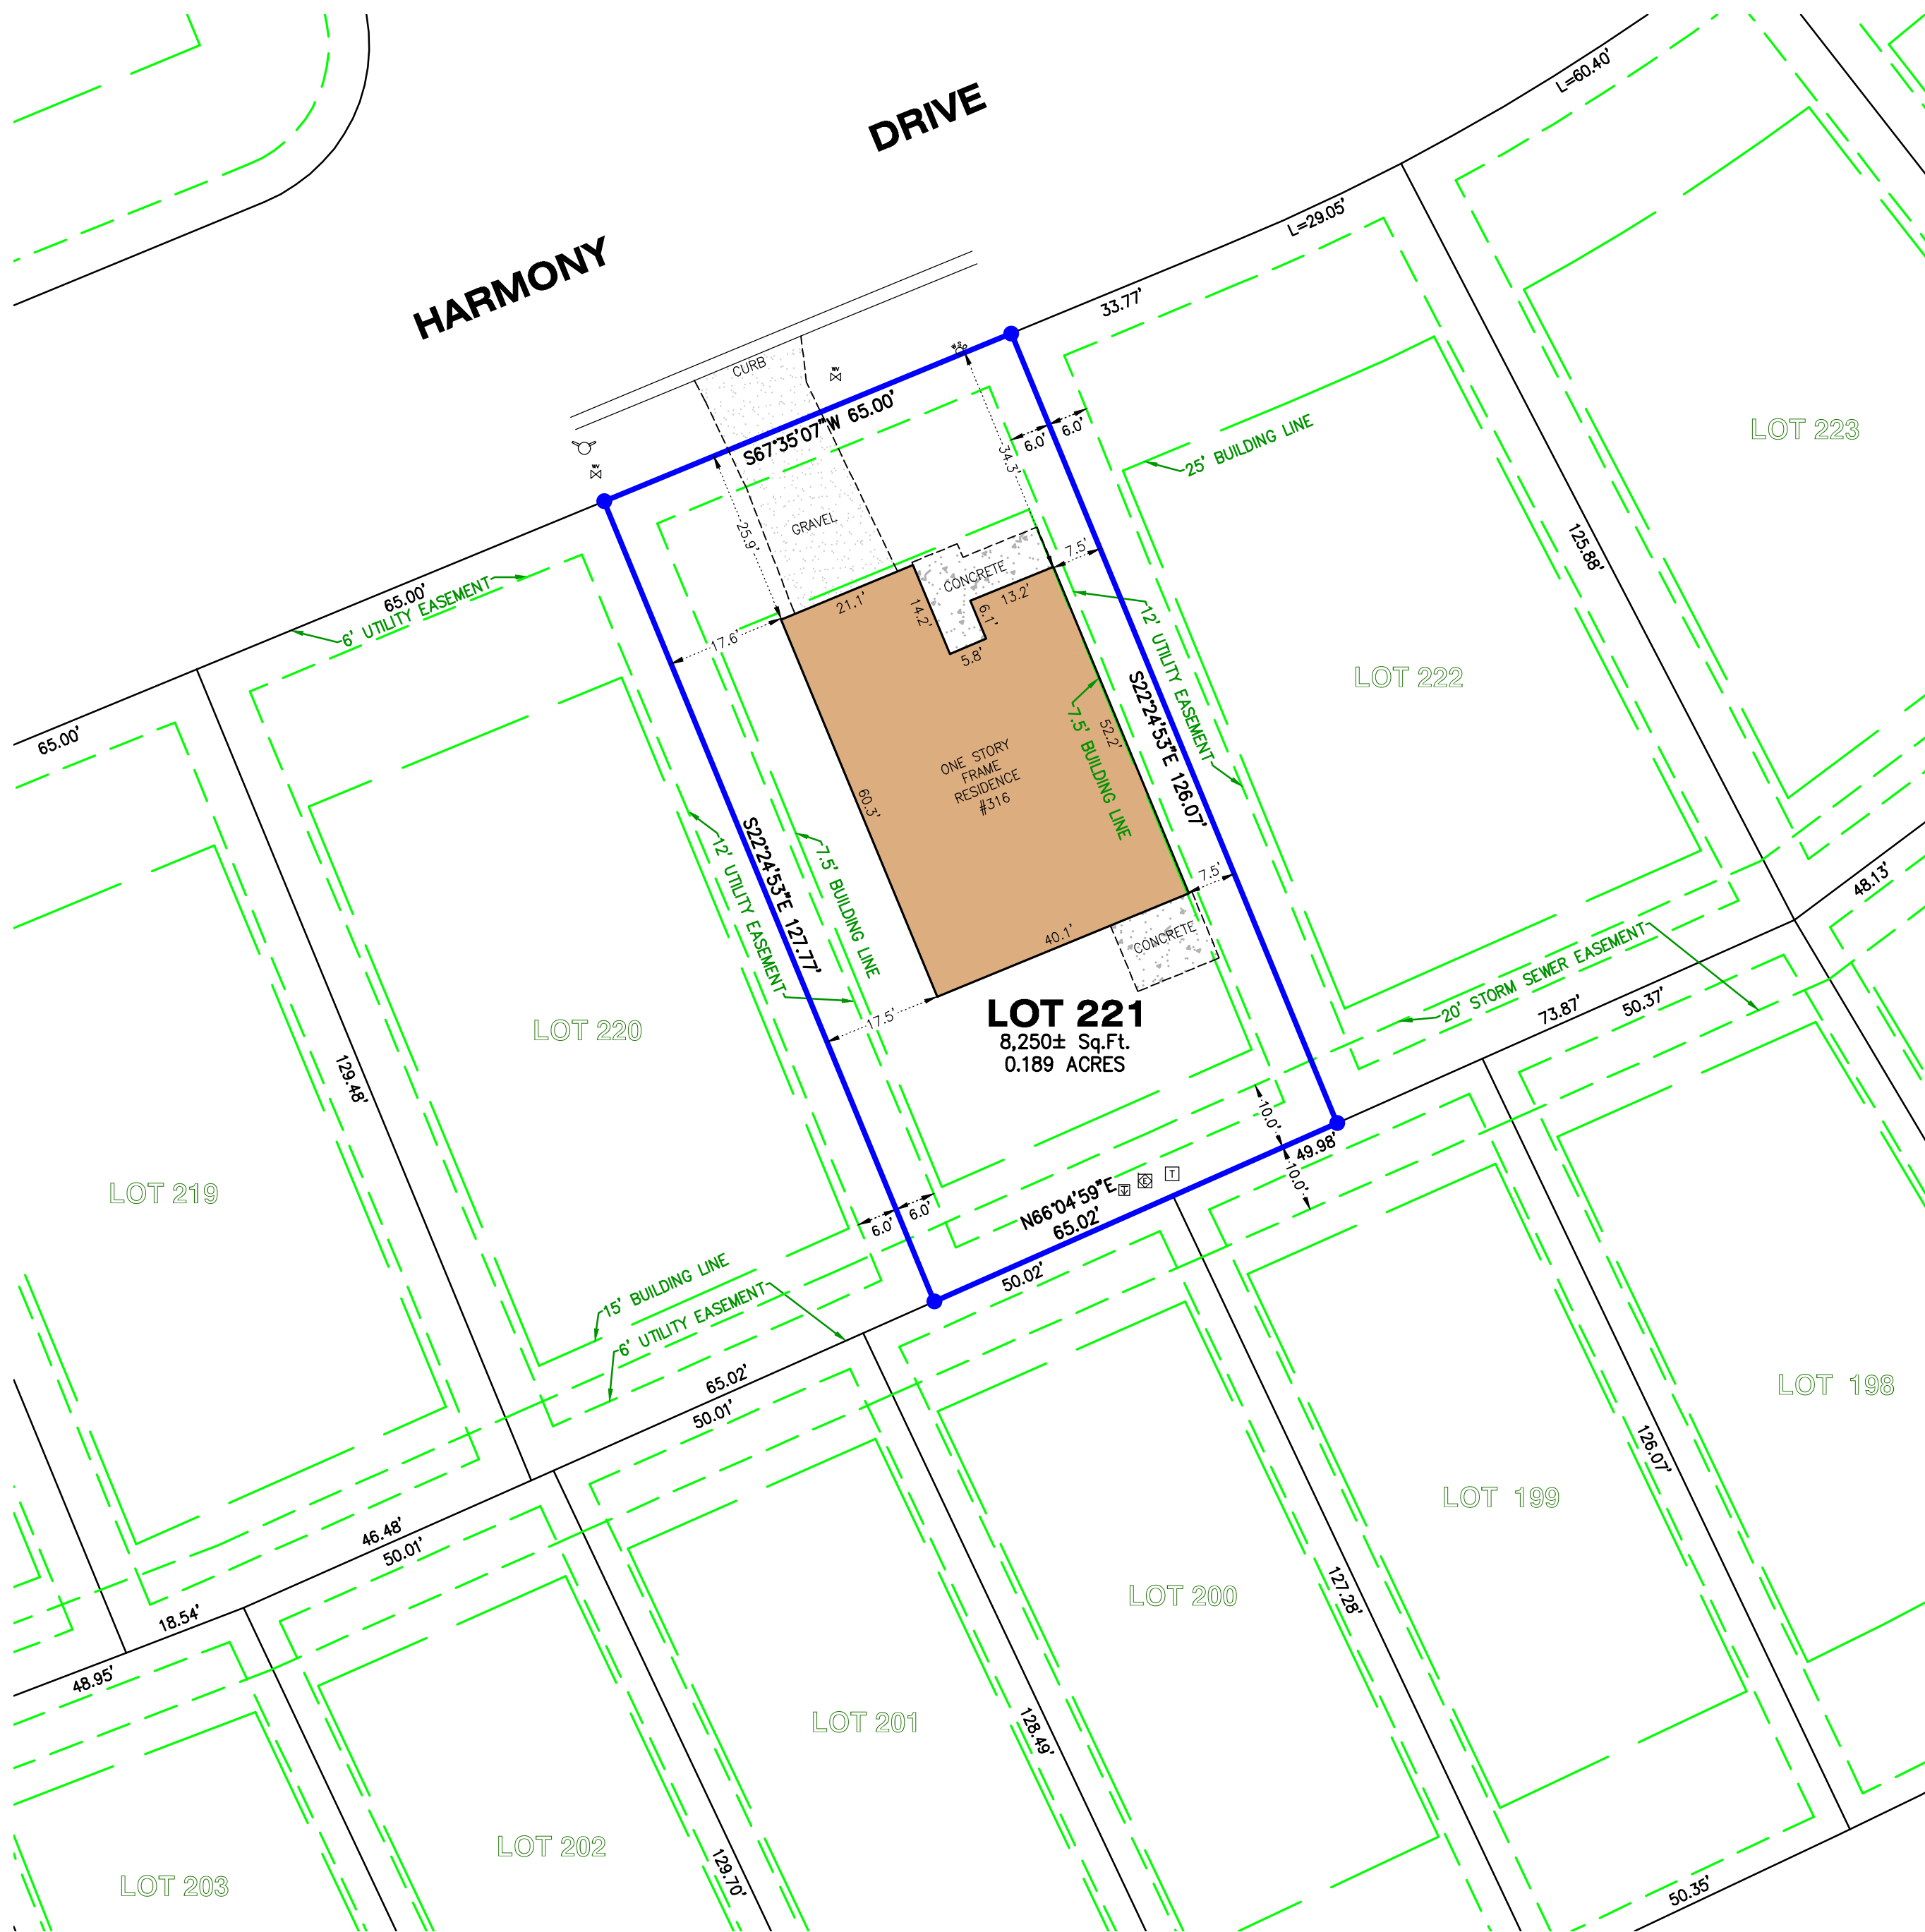 DRIVE
HARMONY
L=60.40'
L=29.05'
33.77'
CURB
WV
W S
WV
S67°35'07"W 65.00'
6.0'
6.0'
34.3'
25' BUILDING LINE
LOT 223
25.9'
GRAVEL
CONCRETE
7.5'
125.88'
65.00'
6' UTILITY EASEMENT
21.1'
14.2'
6.1'
13.2'
5.8'
17.6'
12' UTILITY EASEMENT
LOT 222
65.00'
S22°24'53"E 126.07'
7.5' BUILDING LINE
52.2'
ONE STORY
FRAME
RESIDENCE
#316
60.3'
S22°24'53"E 127.77'
12' UTILITY EASEMENT
7.5' BUILDING LINE
7.5'
40.1'
CONCRETE
48.13'
20' STORM SEWER EASEMENT
73.87'
50.37'
17.5'
LOT 221
8,250± Sq.Ft.
0.189 ACRES
LOT 220
129.48'
10.0'
10.0'
49.98'
LOT 219
T
E
T
N66°04'59"E
65.02'
6.0'
6.0'
50.02'
15' BUILDING LINE
6' UTILITY EASEMENT
65.02'
50.01'
LOT 198
126.07'
LOT 199
46.48'
50.01'
LOT 200
127.28'
18.54'
48.95'
LOT 201
128.49'
LOT 202
129.70'
LOT 203
50.35'